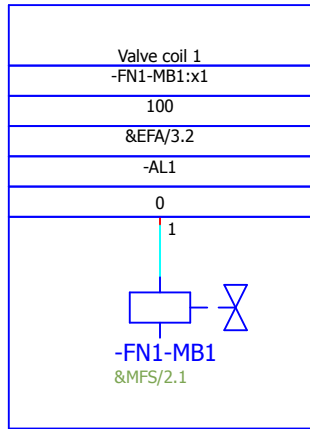 Valve coil 1
-FN1-MB1:x1
100
&EFA/3.2
-AL1
0
1
-FN1-MB1
&MFS/2.1